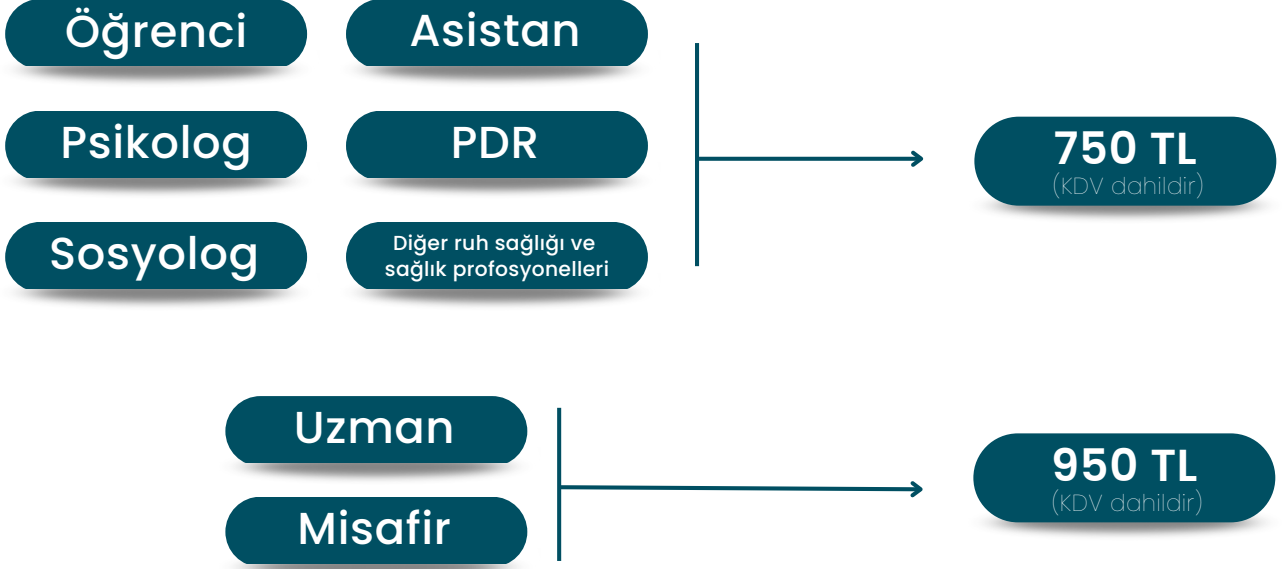 Öğrenci
Asistan
Psikolog
PDR
750 TL
(KDV dahildir)
Sosyolog
Diğer ruh sağlığı ve
sağlık profosyonelleri
Uzman
Misafir
950 TL
(KDV dahildir)